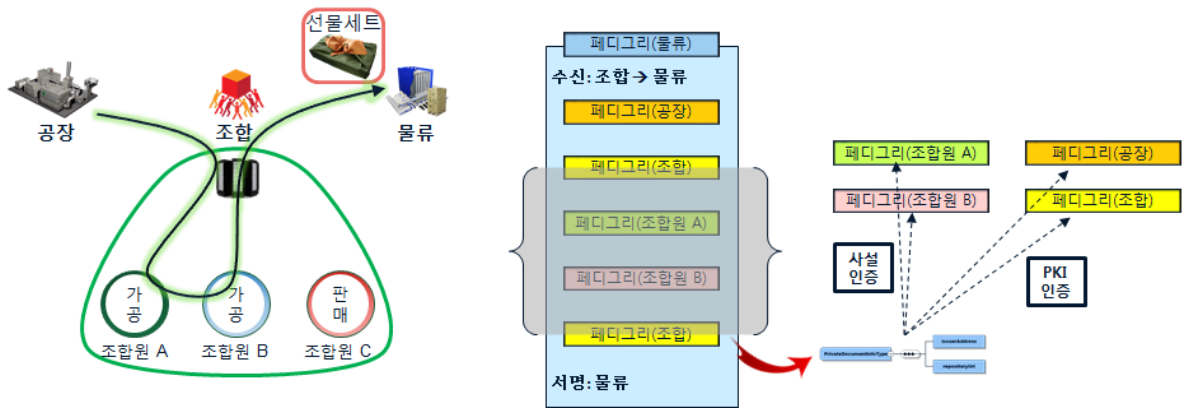 선물세트
공장
조합
물류
가
공
가
공
판
매
조합원 A
조합원 B
조합원 C
페디그리(물류)
수신: 조합→ 물류
페디그리(공장)
페디그리(조합)
페디그리(조합원 A)
페디그리(조합원 B)
페디그리(조합)
서명: 물류
페디그리(조합원 A)
페디그리(공장)
페디그리(조합원 B)
페디그리(조합)
사설
인증
PKI
인증
PrivateDocumentInfoType
issuerAddress
repositoryUrl